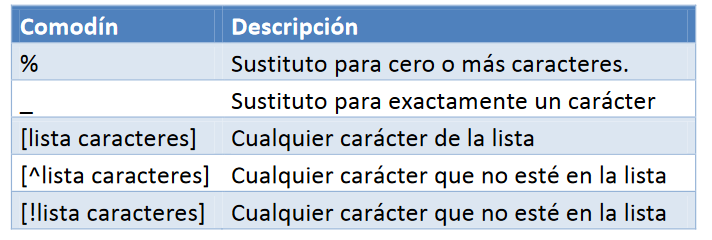 Comodín Descripción
% Sustituto para cero o más caracteres.
_ Sustituto para exactamente un carácter
[lista caracteres] Cualquier carácter de la lista
[^lista caracteres] Cualquier carácter que no esté en la lista
[!lista caracteres] Cualquier carácter que no esté en la lista